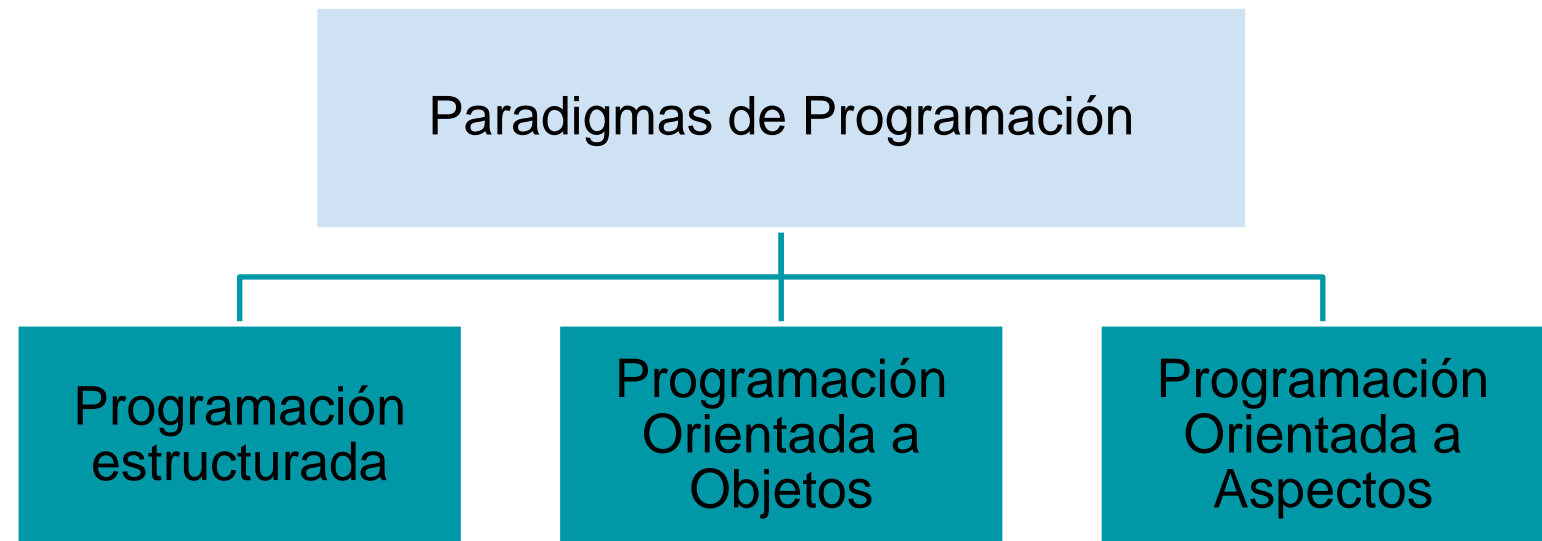 Paradigmas de Programación
Programación
estructurada
Programación
Orientada a
Objetos
Programación
Orientada a
Aspectos